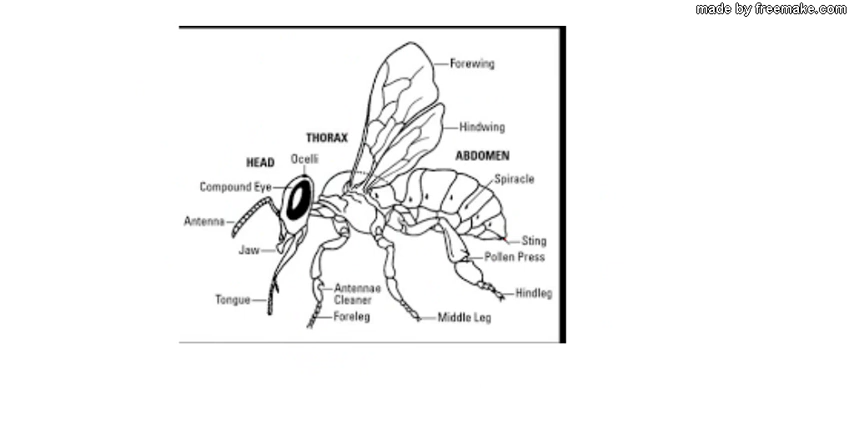 made by freemake.com
Forewing
Hindwing
THORAX
ABDOMEN
HEAD
Ocelli
Spiracle
Compound Eye
Antenna
Sting
Jaw
Pollen Press
Antennae
Cleaner
Hindleg
Tongue
Foreleg
Middle Leg